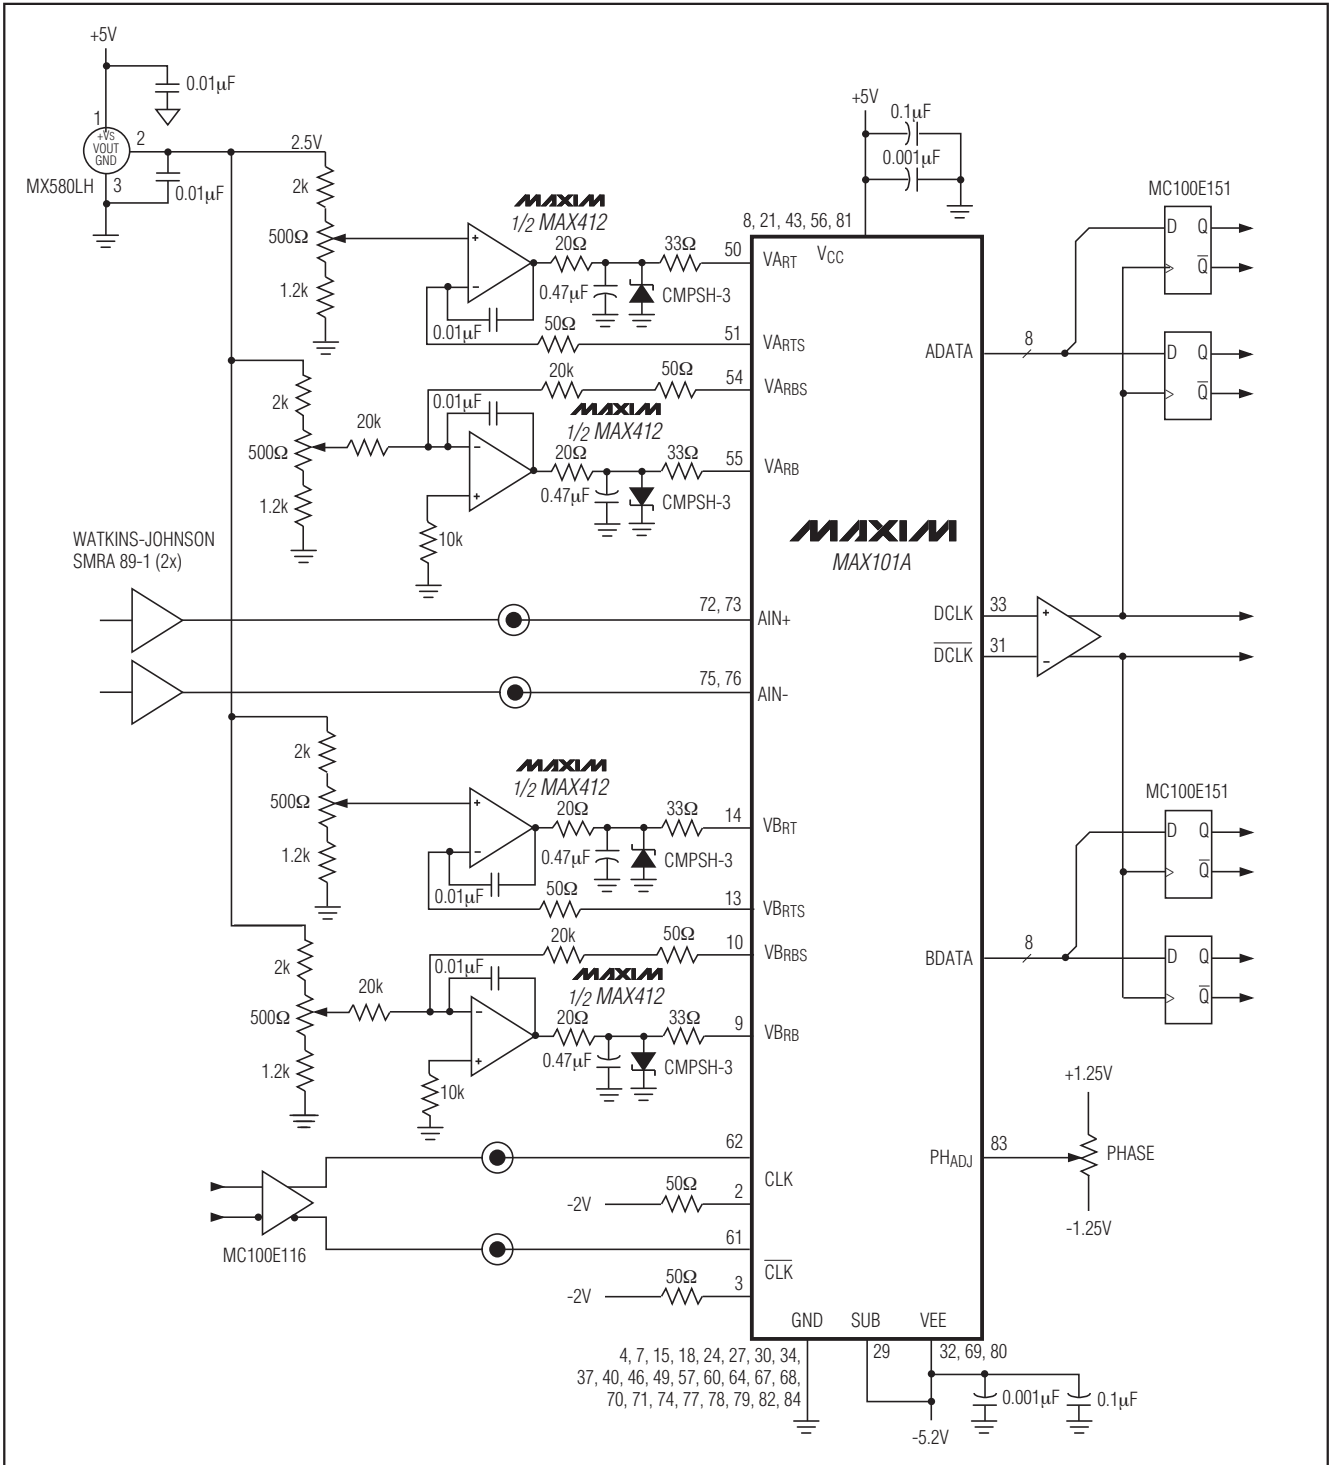 +5V
0.01µF
1
+VS
VOUT
GND
2
3
MX580LH
0.01µF
2.5V
2k
500Ω
1.2k
MAXIM
1/2 MAX412
+
-
20Ω
33Ω
0.47µF
CMPSH-3
0.01µF
50Ω
50
VART
51
VARTS
20k
50Ω
54
VARBS
2k
500Ω
1.2k
20k
0.01µF
MAXIM
1/2 MAX412
-
+
20Ω
33Ω
0.47µF
CMPSH-3
10k
55
VARB
WATKINS-JOHNSON
SMRA 89-1 (2x)
72, 73
AIN+
75, 76
AIN-
2k
500Ω
1.2k
MAXIM
1/2 MAX412
+
-
20Ω
33Ω
0.47µF
CMPSH-3
0.01µF
50Ω
14
VBRT
13
VBRTS
20k
50Ω
10
VBRBS
2k
500Ω
1.2k
20k
0.01µF
MAXIM
1/2 MAX412
-
+
20Ω
33Ω
0.47µF
CMPSH-3
10k
9
VBRB
MC100E116
62
CLK
-2V
50Ω
2
61
CLK
-2V
50Ω
3
+5V
0.1µF
0.001µF
8, 21, 43, 56, 81
VCC
MAXIM
MAX101A
ADATA
8
MC100E151
D Q
Q
D Q
Q
DCLK
33
DCLK
31
+
-
MC100E151
D Q
Q
BDATA
8
D Q
Q
+1.25V
PHADJ
83
PHASE
-1.25V
GND
SUB
VEE
4, 7, 15, 18, 24, 27, 30, 34,
37, 40, 46, 49, 57, 60, 64, 67, 68,
70, 71, 74, 77, 78, 79, 82, 84
29
32, 69, 80
0.001µF
0.1µF
-5.2V